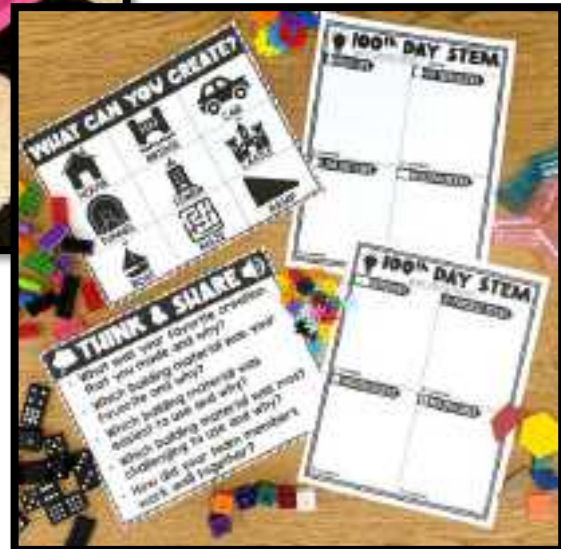 WHAT CAN YOU CREATE?
HOUSE
BRIDGE
CAR
TUNNEL
TOWER
CASTLE
BOAT
MAZE
RAMP
100th DAY STEM
THINK & SHARE
• What was your favorite creation
that you made and why?
• Which building material was your
favorite and why?
• Which building material was
easiest to use and why?
• Which building material was most
challenging to use and why?
• How did your team members
work well together?
100th DAY STEM